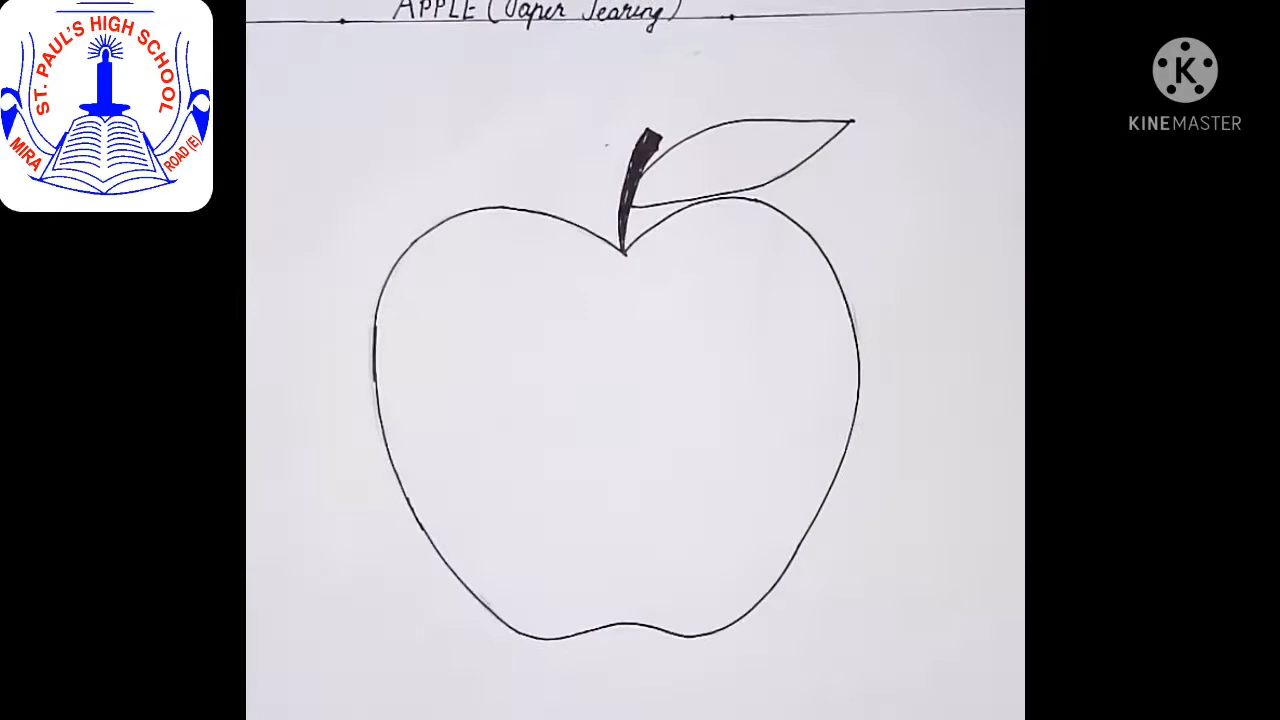 APPLE (Paper Tearing)
ST. PAUL'S HIGH SCHOOL
MIRA ROAD (E)
K
KINEMASTER